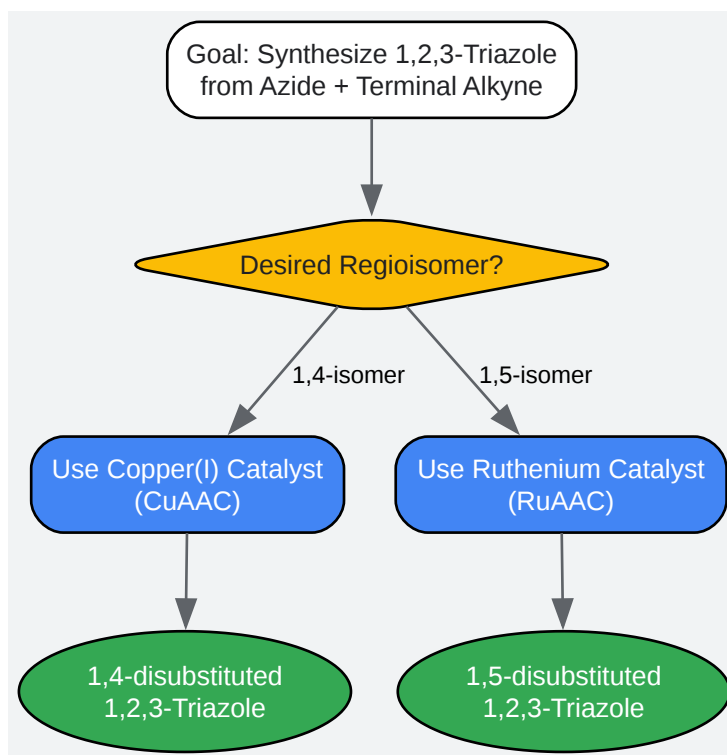 Goal: Synthesize 1,2,3-Triazole
from Azide + Terminal Alkyne
Desired Regioisomer?
1,4-isomer
1,5-isomer
Use Copper(I) Catalyst
(CuAAC)
Use Ruthenium Catalyst
(RuAAC)
1,4-disubstituted
1,2,3-Triazole
1,5-disubstituted
1,2,3-Triazole